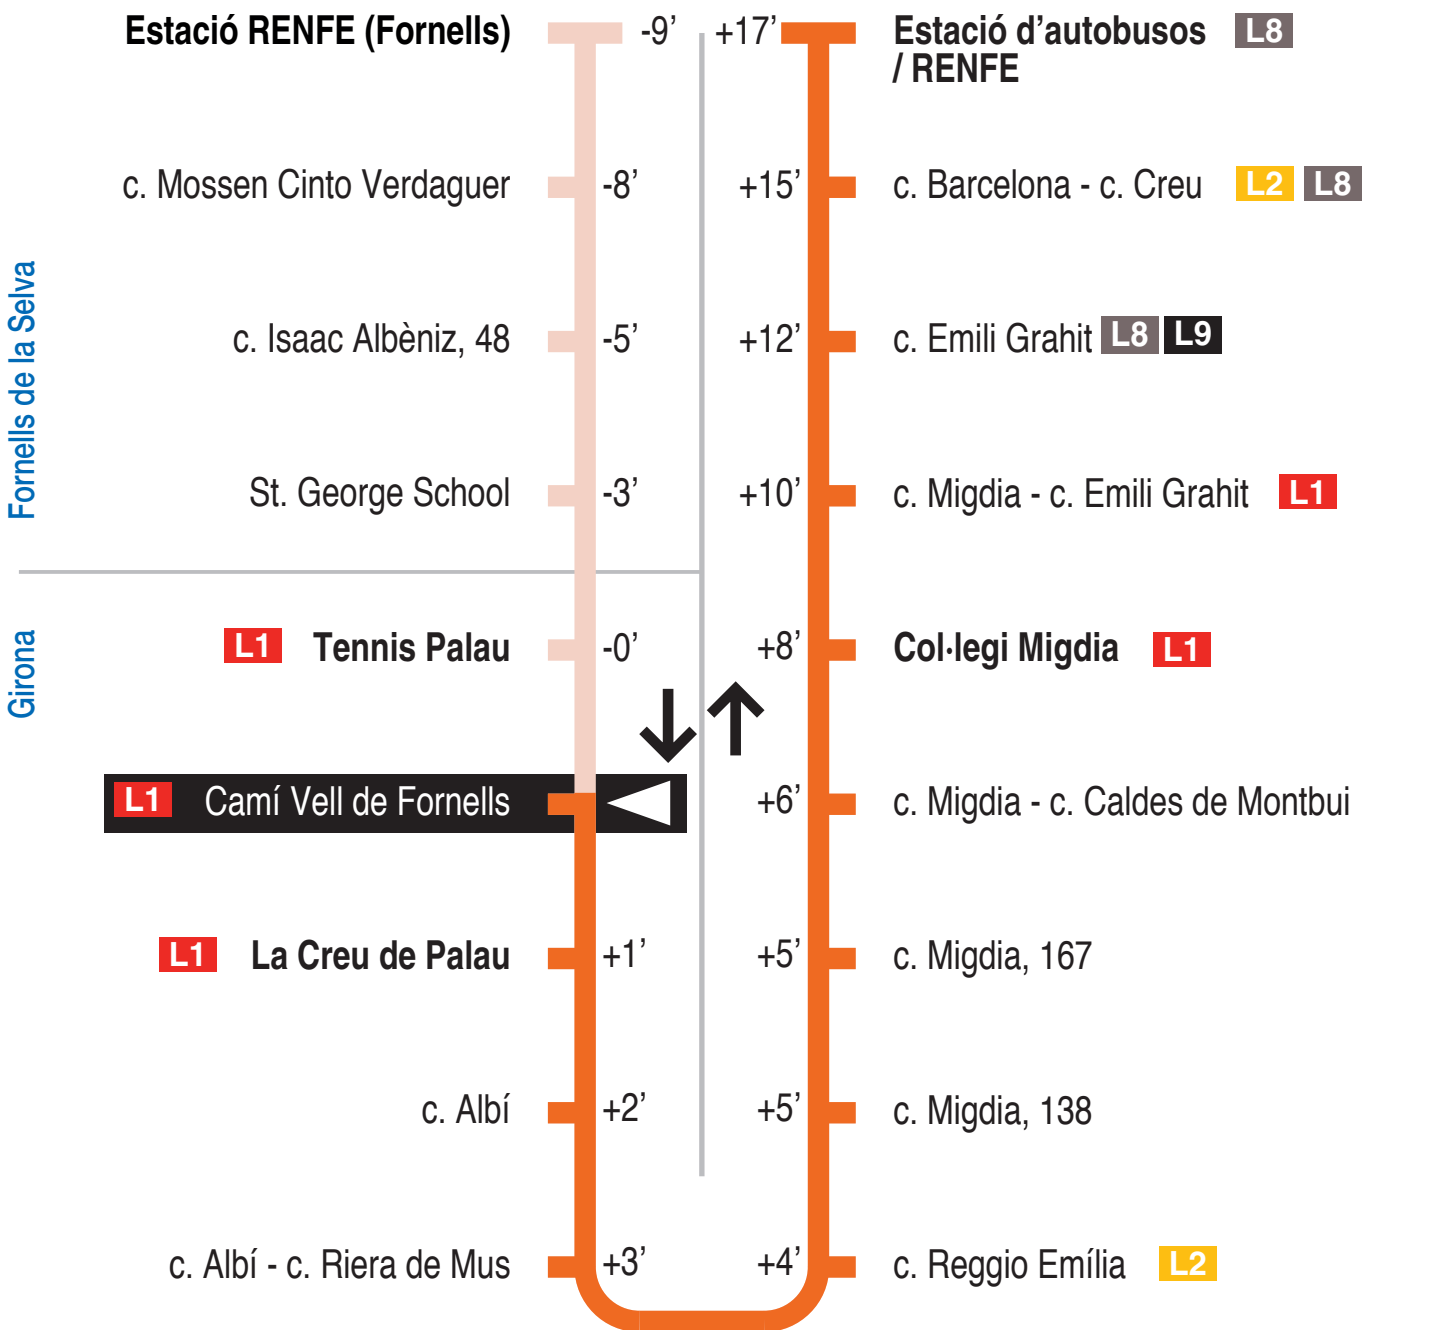 Estació RENFE (Fornells) -9’
c. Mossen Cinto Verdaguer -8’
c. Isaac Albèniz, 48 -5’
St. George School -3’
Fornells de la Selva
L1 Tennis Palau -0’
Girona
L1 Camí Vell de Fornells
L1 La Creu de Palau +1’
c. Albí +2’
c. Albí - c. Riera de Mus +3’
+17’ Estació d’autobusos L8
/ RENFE
+15’ c. Barcelona - c. Creu L2 L8
+12’ c. Emili Grahit L8 L9
+10’ c. Migdia - c. Emili Grahit L1
+8’ Col·legi Migdia L1
+6’ c. Migdia - c. Caldes de Montbui
+5’ c. Migdia, 167
+5’ c. Migdia, 138
+4’ c. Reggio Emília L2